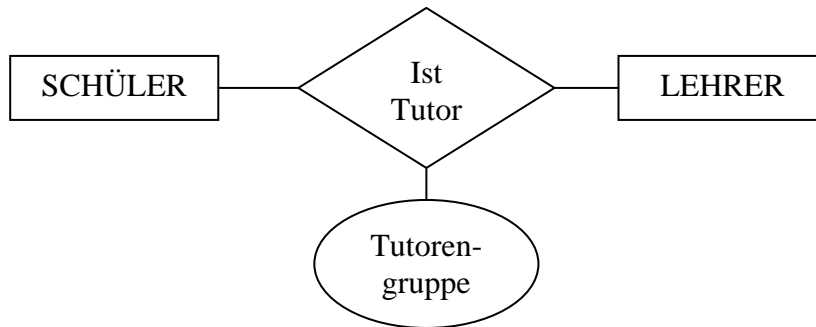 SCHÜLER
Ist
Tutor
LEHRER
Tutoren-
gruppe